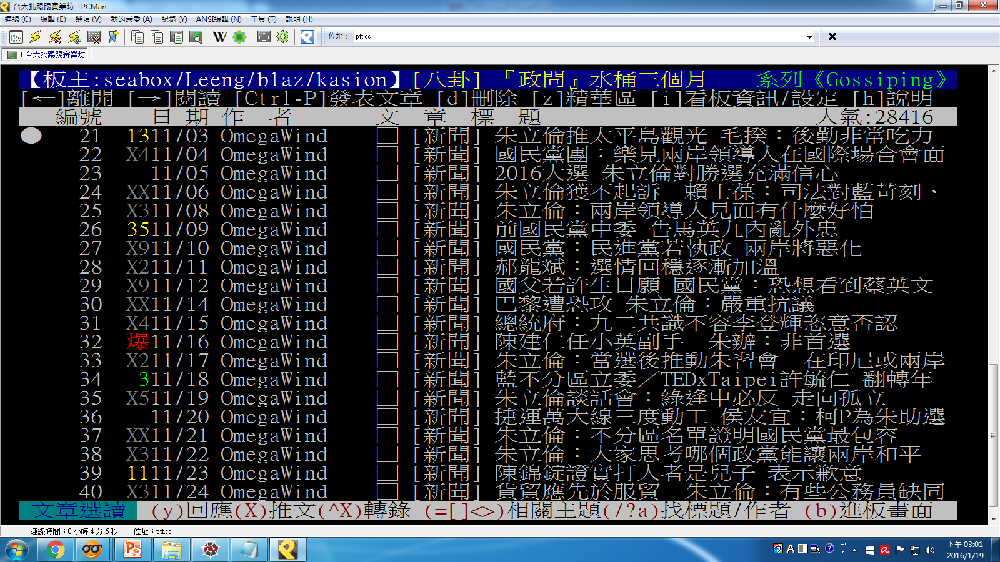 台大批踢踢實業坊 - PCMan
連線 (C) 編輯 (E) 選項 (V) 我的最愛 (A) 紀錄 (Y) ANSI編輯 (N) 工具 (T) 說明 (H)
W 位址： ptt.cc
1.台大批踢踢實業坊
【板主:seabox/Leeng/blaz/kasion】[八卦] 『政問』水桶三個月 系列《Gossiping》
[←]離開 [→]閱讀 [Ctrl-P]發表文章 [d]刪除 [z]精華區 [i]看板資訊/設定 [h]說明
編號 日 期 作 者 文 章 標 題 人氣:28416
21 1311/03 OmegaWind □ [新聞] 朱立倫推太平島觀光 毛揆：後勤非常吃力
22 X411/04 OmegaWind □ [新聞] 國民黨團：樂見兩岸領導人在國際場合會面
23 11/05 OmegaWind □ [新聞] 2016大選 朱立倫對勝選充滿信心
24 XX11/06 OmegaWind □ [新聞] 朱立倫獲不起訴 賴士葆：司法對藍苛刻、
25 X311/08 OmegaWind □ [新聞] 朱立倫：兩岸領導人見面有什麼好怕
26 3511/09 OmegaWind □ [新聞] 前國民黨中委 告馬英九內亂外患
27 X911/10 OmegaWind □ [新聞] 國民黨：民進黨若執政 兩岸將惡化
28 X211/11 OmegaWind □ [新聞] 郝龍斌：選情回穩逐漸加溫
29 X911/12 OmegaWind □ [新聞] 國父若許生日願 國民黨：恐想看到蔡英文
30 XX11/14 OmegaWind □ [新聞] 巴黎遭恐攻 朱立倫：嚴重抗議
31 X411/15 OmegaWind □ [新聞] 總統府：九二共識不容李登輝恣意否認
32 爆11/16 OmegaWind □ [新聞] 陳建仁任小英副手 朱辦：非首選
33 X211/17 OmegaWind □ [新聞] 朱立倫：當選後推動朱習會 在印尼或兩岸
34 311/18 OmegaWind □ [新聞] 藍不分區立委／TEDxTaipei許毓仁 翻轉年
35 X511/19 OmegaWind □ [新聞] 朱立倫談話會：綠逢中必反 走向孤立
36 11/20 OmegaWind □ [新聞] 捷運萬大線三度動工 侯友宜：柯P為朱助選
37 XX11/21 OmegaWind □ [新聞] 朱立倫：不分區名單證明國民黨最包容
38 X311/22 OmegaWind □ [新聞] 朱立倫：大家思考哪個政黨能讓兩岸和平
39 1111/23 OmegaWind □ [新聞] 陳錦錠證實打人者是兒子 表示歉意
40 X311/24 OmegaWind □ [新聞] 貨貿應先於服貿 朱立倫：有些公務員缺同
文章選讀 (y)回應(X)推文(^X)轉錄 (=[]<>)相關主題(/?a)找標題/作者 (b)進板畫面
連線時間：0 小時 4 分 6 秒 位址：ptt.cc
下午 03:01
2016/1/19